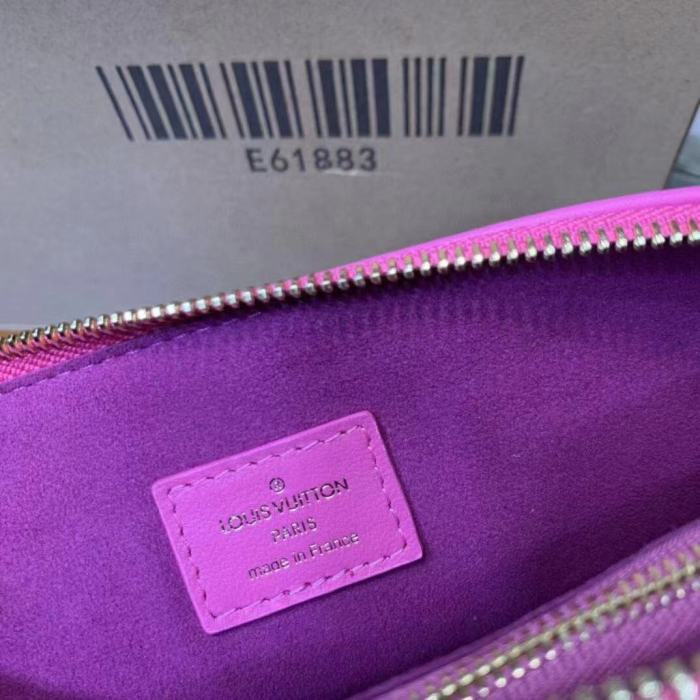 E61883
LOUIS VUITTON
PARIS
made in France